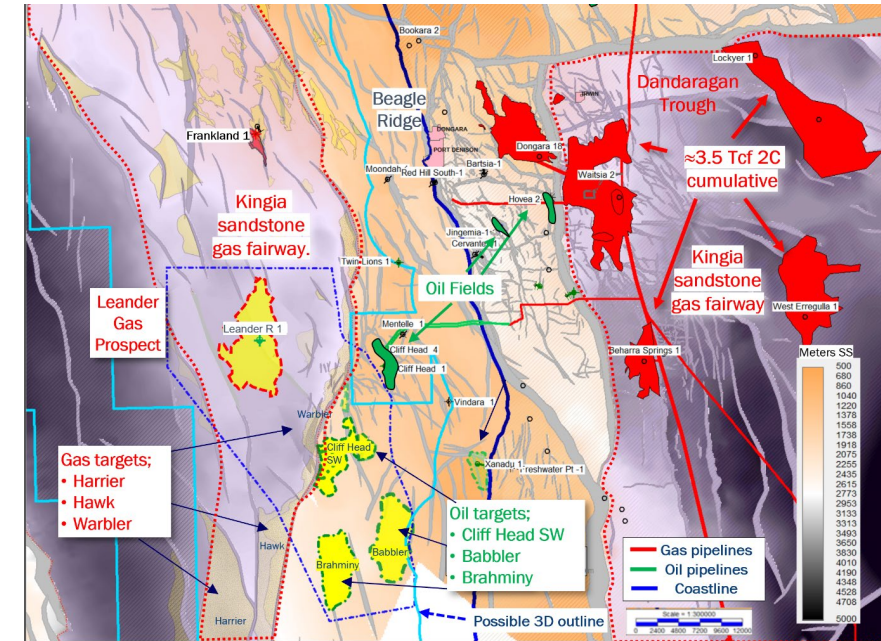 Bookara 2
Lockyer 1
Dandaragan
Trough
Beagle
Ridge
IRWIN
DONGARA
PORT DENISON
Frankland 1
Dongara 18
≈3.5 Tcf 2C
cumulative
Bartsia-1
Moondah
Red Hill South-1
Waitsia 2
Hovea 2
Kingia
sandstone
gas fairway.
Jingemia-1
Cervantes 1
Kingia
sandstone
gas fairway
Twin Lions 1
Leander
Gas
Prospect
Oil Fields
West Erregulla 1
Leander R 1
Mentelle 1
Cliff Head 4
Beharra Springs 1
Cliff Head 1
Meters SS
500
680
860
1040
1220
1378
1558
1738
1918
2075
2255
2435
2615
2773
2953
3133
3313
3493
3650
3830
4010
4190
4348
4528
4708
5000
Vindara 1
Warbler
Cliff Head
SW
Xanadu 1
Freshwater Pt -1
Gas targets;
• Harrier
• Hawk
• Warbler
Oil targets;
• Cliff Head SW
• Babbler
• Brahminy
Hawk
Babbler
Brahminy
Harrier
Gas pipelines
Oil pipelines
Coastline
Possible 3D outline
Scale = 1:300000
0 2400 4800 7200 9600 12000